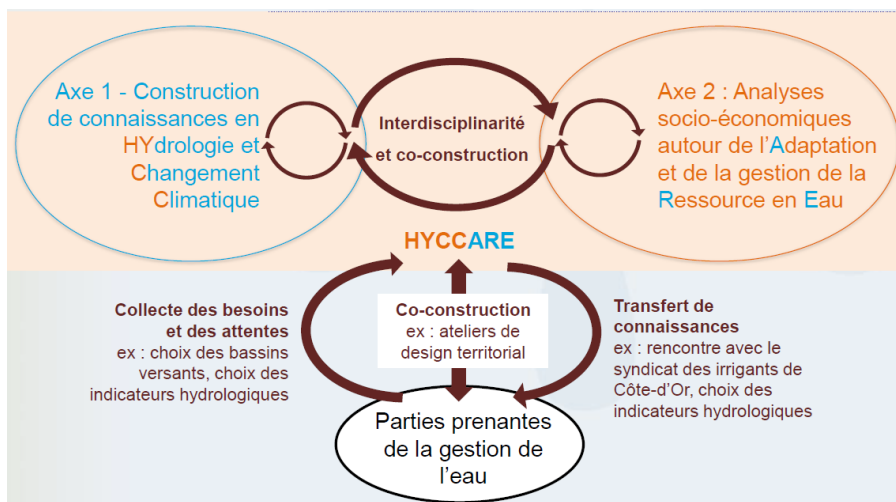 Axe 1 - Construction
de connaissances en
HYdrologie et
Changement
Climatique
Interdisciplinarité
et co-construction
Axe 2 : Analyses
socio-économiques
autour de l'Adaptation
et de la gestion de la
Ressource en Eau
HYCCARE
Collecte des besoins
et des attentes
ex : choix des bassins
versants, choix des
indicateurs hydrologiques
Co-construction
ex : ateliers de
design territorial
Transfert de
connaissances
ex : rencontre avec le
syndicat des irrigants de
Côte-d'Or, choix des
indicateurs hydrologiques
Parties prenantes
de la gestion de
l'eau